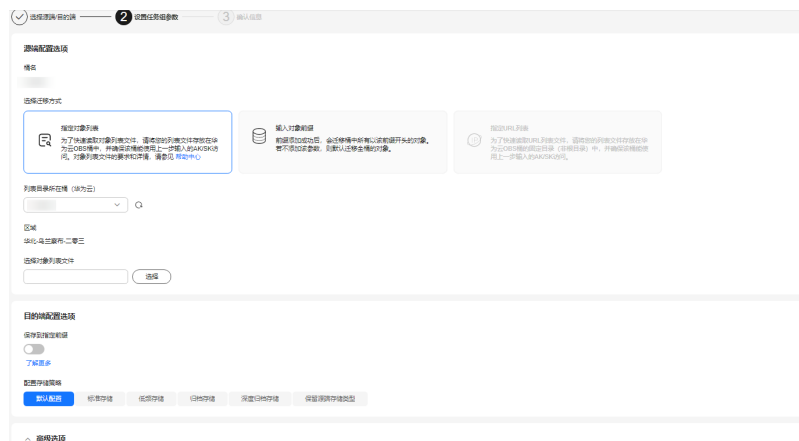 选择源端/目的端
2 设置任务组参数
3 确认信息
源端配置选项
桶名
选择迁移方式
指定对象列表
为了快速读取对象列表文件，请将您的列表文件存放在华
为云OBS桶中，并确保该桶能使用上一步输入的AK/SK访
问。对象列表文件的要求和详情，请参见 帮助中心
输入对象前缀
前缀添加成功后，会迁移桶中所有以该前缀开头的对象。
若不添加该参数，则默认迁移全桶的对象。
指定URL列表
为了快速读取URL列表文件，请将您的列表文件存放在华
为云OBS桶的固定目录（非根目录）中，并确保该桶能使
用上一步输入的AK/SK访问。
列表目录所在桶（华为云）
区域
华北-乌兰察布-二零三
选择对象列表文件
选择
目的端配置选项
保存到指定前缀
了解更多
配置存储策略
默认配置 标准存储 低频存储 归档存储 深度归档存储 保留源端存储类型
高级选项